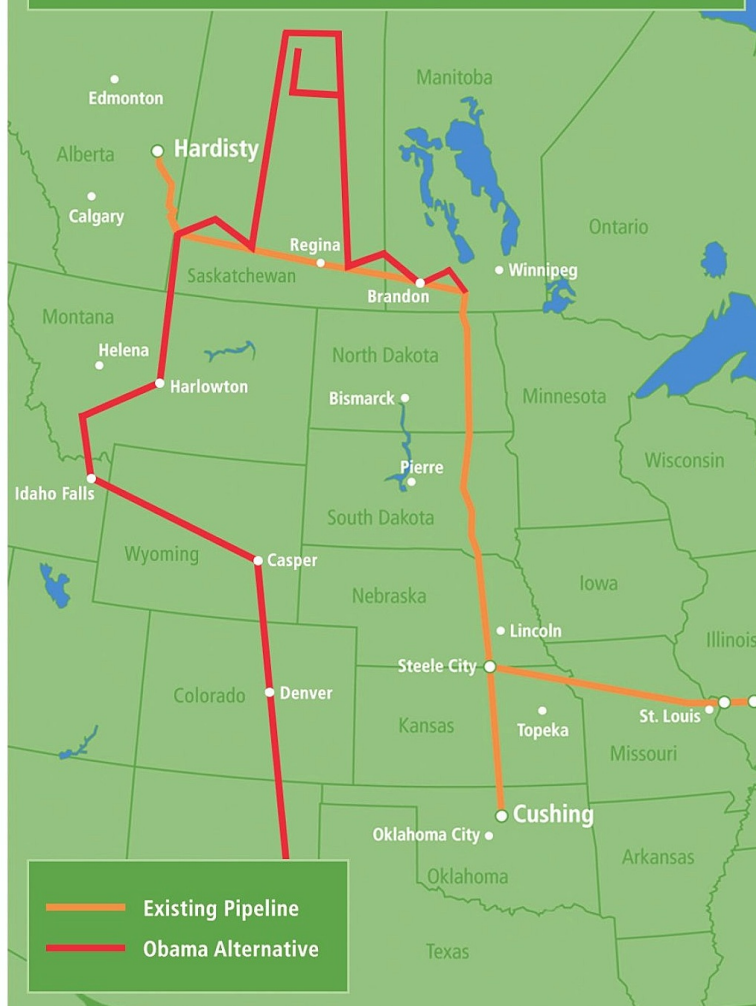 Manitoba
Edmonton
Hardisty
Alberta
Calgary
Ontario
Regina
Winnipeg
Saskatchewan
Brandon
Montana
Helena
North Dakota
Harlowton
Bismarck
Minnesota
Wisconsin
Pierre
Idaho Falls
South Dakota
Wyoming
Casper
Iowa
Nebraska
Lincoln
Illinois
Steele City
Colorado
Denver
St. Louis
Kansas
Topeka
Missouri
Cushing
Oklahoma City
Arkansas
Oklahoma
Existing Pipeline
Obama Alternative
Texas